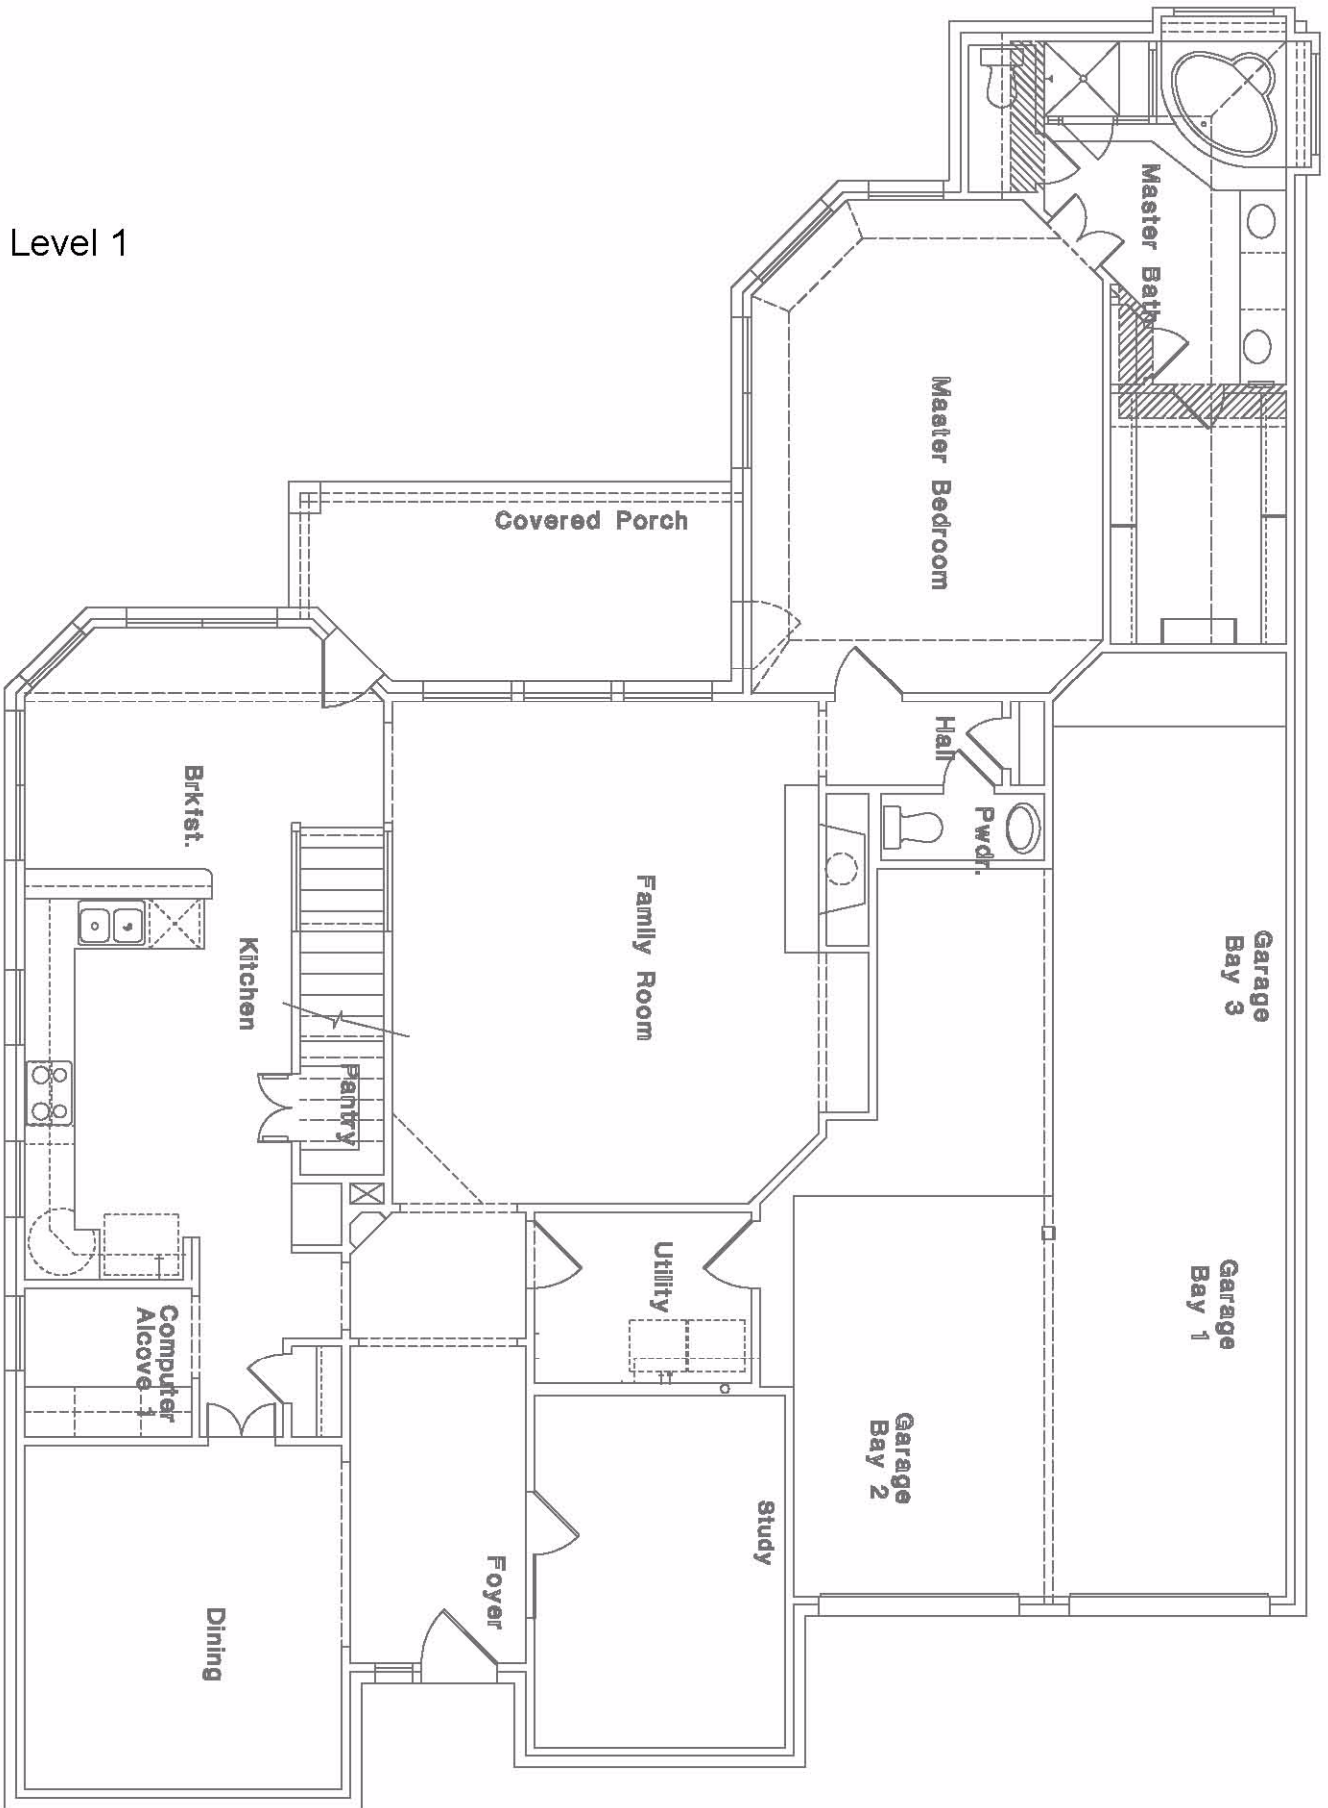 Level 1
Master Bath
Master Bedroom
Covered Porch
Hall
Brkfst.
Pwdr.
Family Room
Kitchen
Garage
Bay 3
Pantry
Utility
Garage
Bay 1
Computer
Alcove 1
Garage
Bay 2
Study
Foyer
Dining